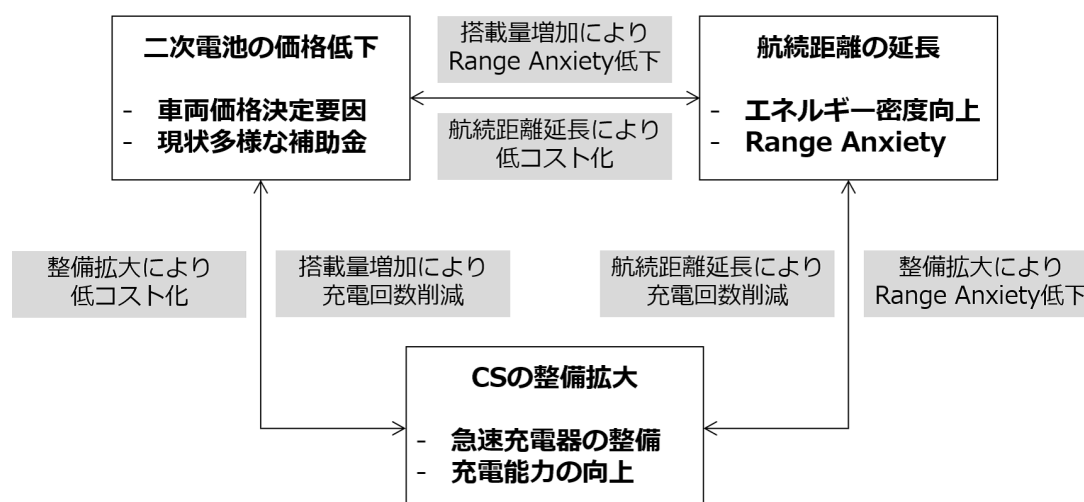 二次電池の価格低下
- 車両価格決定要因
- 現状多様な補助金
搭載量増加により
Range Anxiety低下
航続距離延長により
低コスト化
航続距離の延長
- エネルギー密度向上
- Range Anxiety
整備拡大により
低コスト化
搭載量増加により
充電回数削減
航続距離延長により
充電回数削減
整備拡大により
Range Anxiety低下
CSの整備拡大
- 急速充電器の整備
- 充電能力の向上